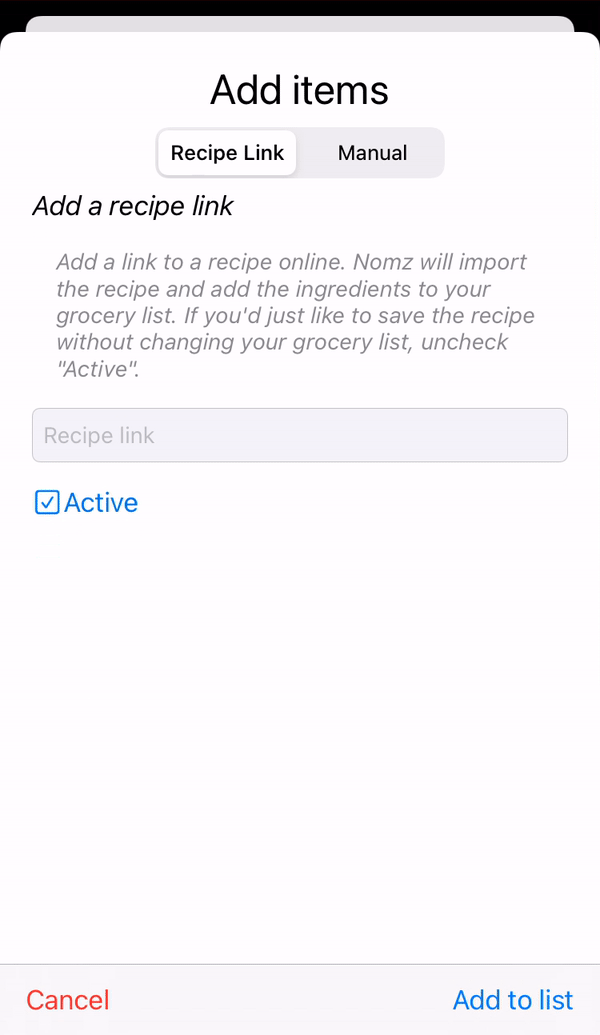 Add items
Recipe Link
Manual
Add a recipe link
Add a link to a recipe online. Nomz will import
the recipe and add the ingredients to your
grocery list. If you'd just like to save the recipe
without changing your grocery list, uncheck
"Active".
Recipe link
Active
Cancel
Add to list